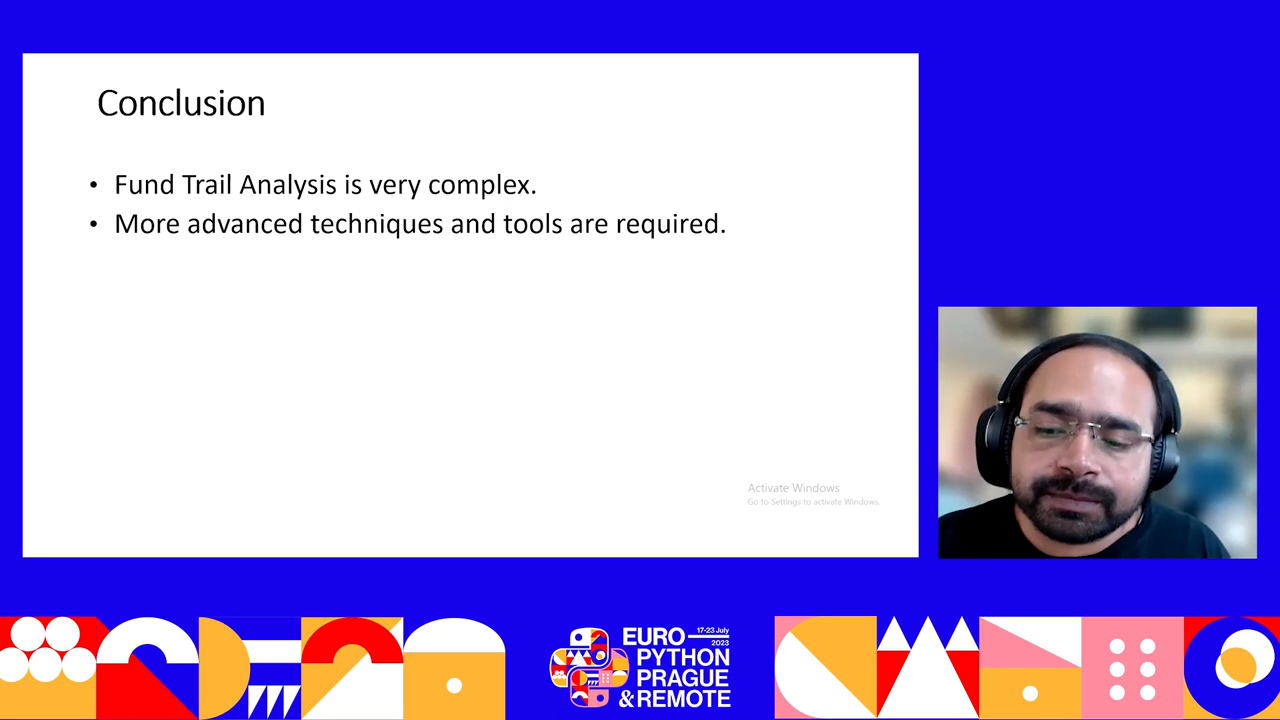 Conclusion
• Fund Trail Analysis is very complex.
• More advanced techniques and tools are required.
Activate Windows
Go to Settings to activate Windows.
EURO 17-23 July 2023
PYTHON
PRAGUE
& REMOTE